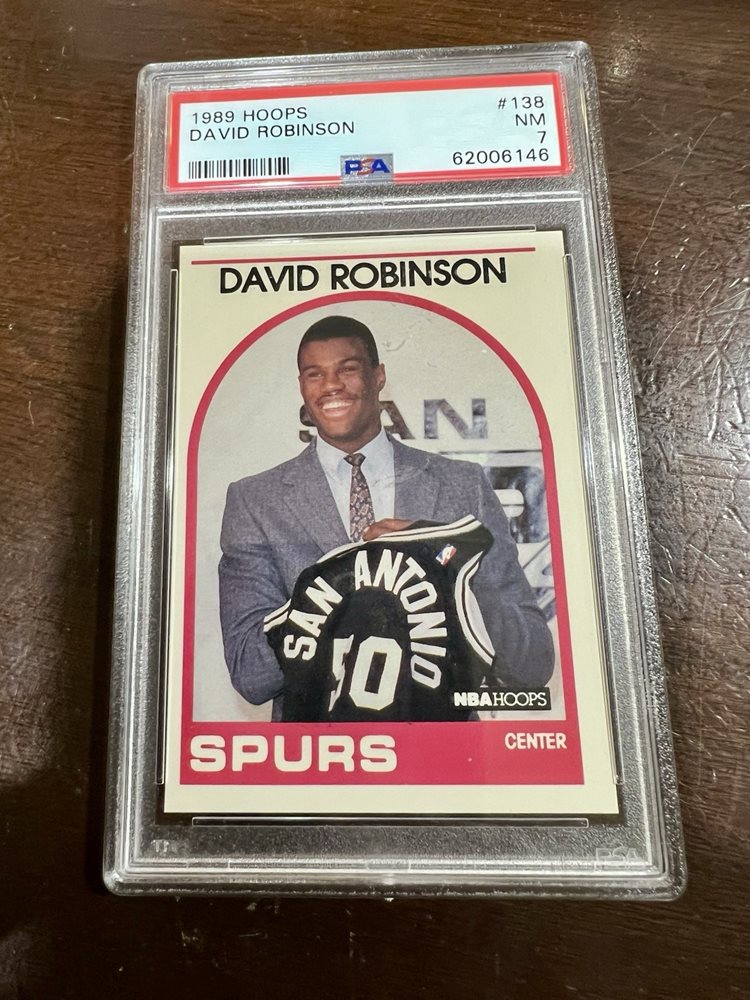 1989 HOOPS
DAVID ROBINSON
#138
NM
7
62006146
PSA
DAVID ROBINSON
SAN
SAN ANTONIO
50
NBA HOOPS
SPURS
CENTER
PSA